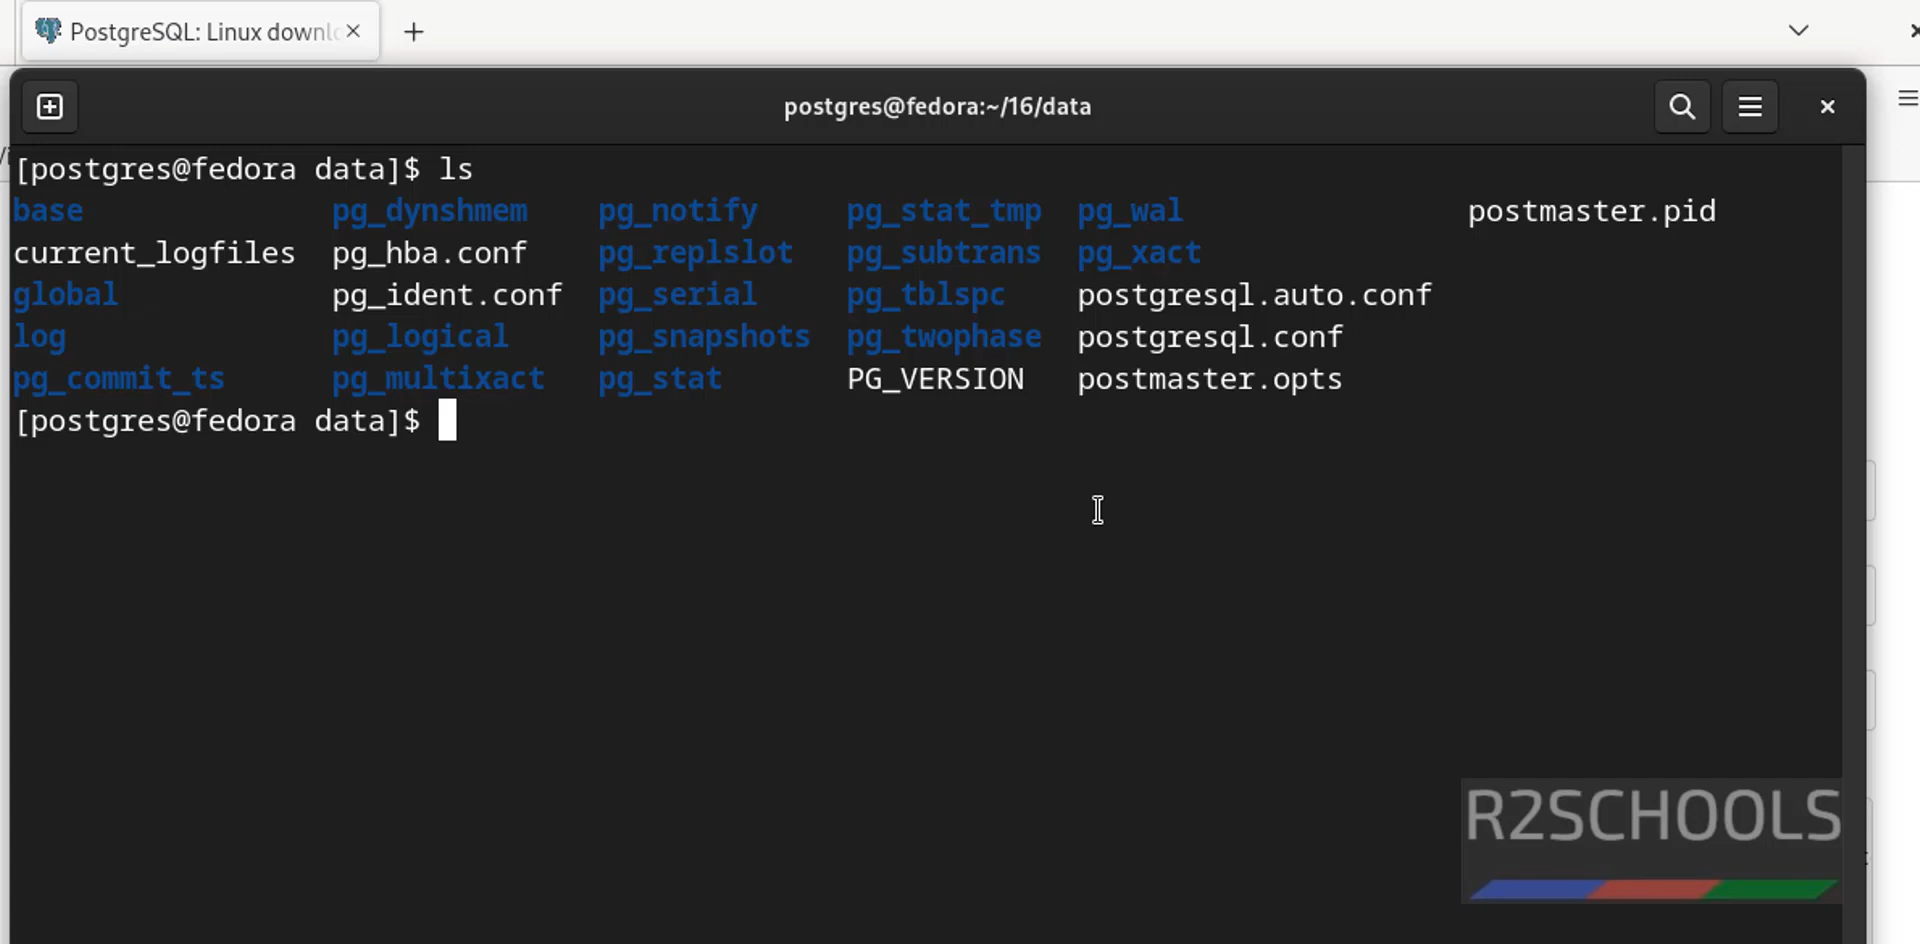 PostgreSQL: Linux downl
postgres@fedora:~/16/data
[postgres@fedora data]$ ls
base pg_dynshmem pg_notify pg_stat_tmp pg_wal postmaster.pid
current_logfiles pg_hba.conf pg_replslot pg_subtrans pg_xact
global pg_ident.conf pg_serial pg_tblspc postgresql.auto.conf
log pg_logical pg_snapshots pg_twophase postgresql.conf
pg_commit_ts pg_multixact pg_stat PG_VERSION postmaster.opts
[postgres@fedora data]$
R2SCHOOLS